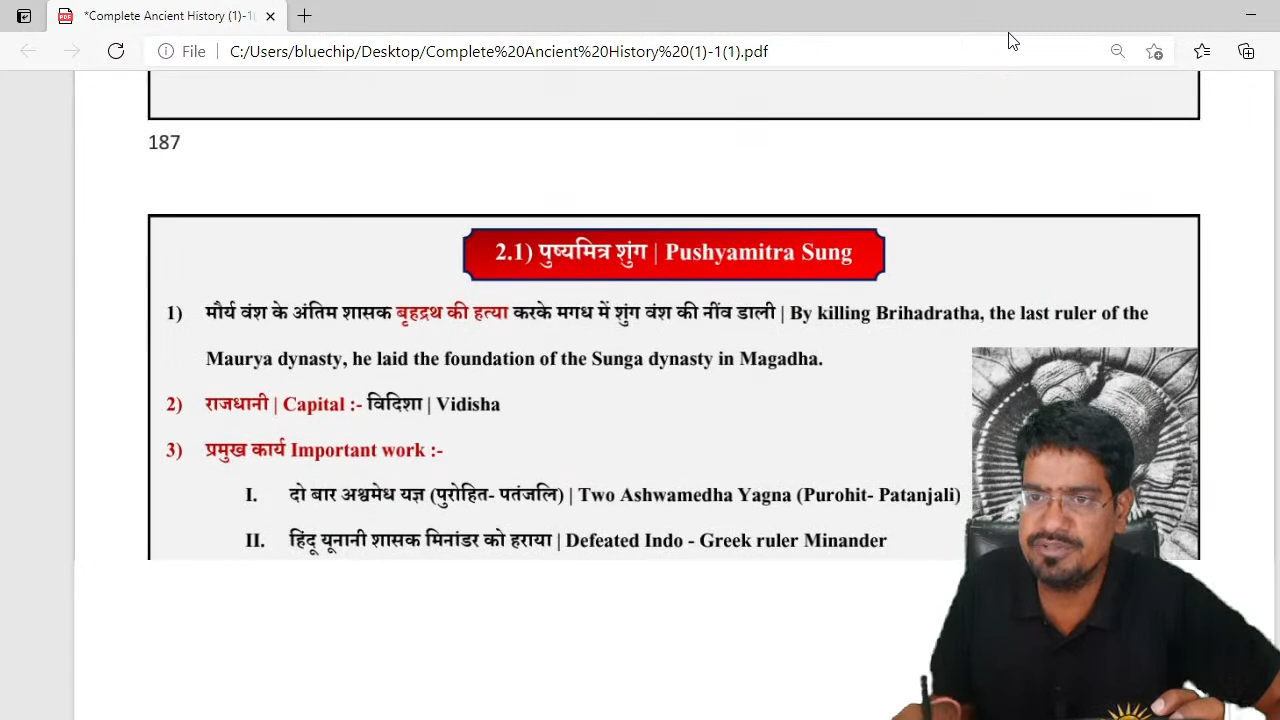 *Complete Ancient History (1)-1(
File
C:/Users/bluechip/Desktop/Complete%20Ancient%20History%20(1)-1(1).pdf
187
2.1) पुष्यमित्र शुंग | Pushyamitra Sung
1) मौर्य वंश के अंतिम शासक बृहद्रथ की हत्या करके मगध में शुंग वंश की नींव डाली | By killing Brihadratha, the last ruler of the
Maurya dynasty, he laid the foundation of the Sunga dynasty in Magadha.
2) राजधानी | Capital :- विदिशा | Vidisha
3) प्रमुख कार्य Important work :-
I. दो बार अश्वमेध यज्ञ (पुरोहित- पतंजलि) | Two Ashwamedha Yagna (Purohit- Patanjali)
II. हिंदू यूनानी शासक मिनांडर को हराया | Defeated Indo - Greek ruler Minander